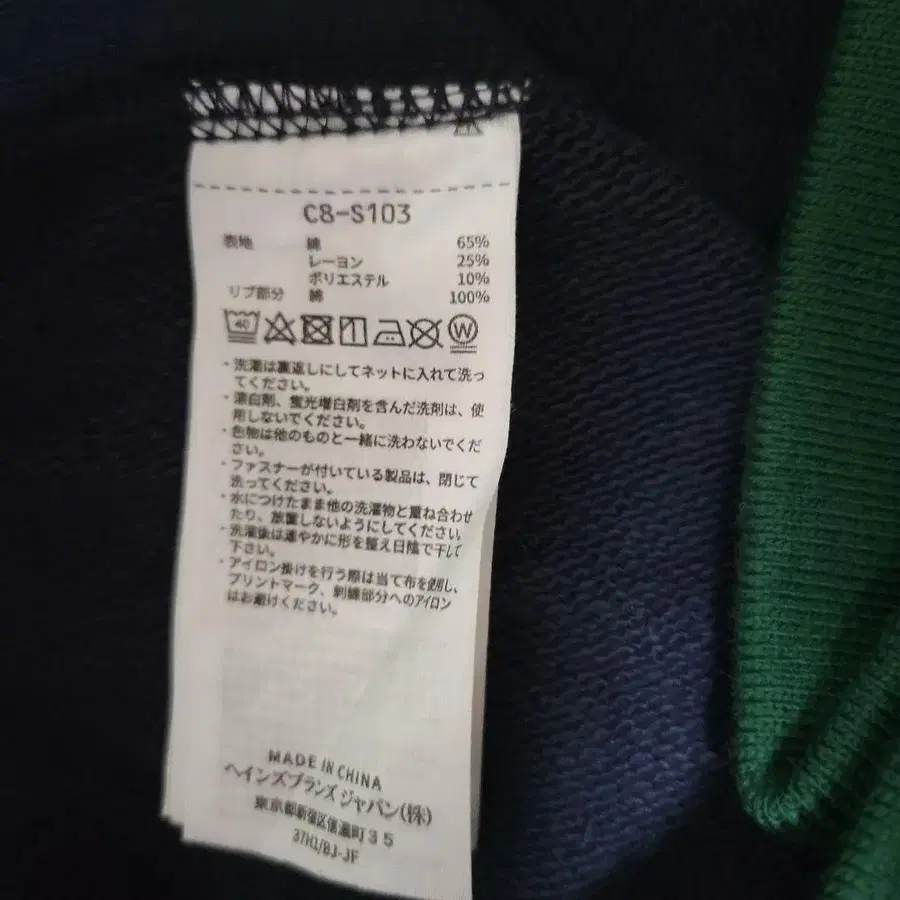 C8-S103
表地 綿 65%
レーヨン 25%
ポリエステル 10%
リブ部分 綿 100%
40 W
・洗濯は裏返しにしてネットに入れて洗っ
てください。
・漂白剤、蛍光増白剤を含んだ洗剤は、使
用しないでください。
・色物は他のものと一緒に洗わないでくだ
さい。
・ファスナーが付いている製品は、閉じて
洗ってください。
・水につけたまま他の洗濯物と重ね合わせ
たり、放置しないようにしてください。
・洗濯後は速やかに形を整え日陰で干して
下さい。
・アイロン掛けを行う際は当て布を使用し、
プリントマーク、刺繍部分へのアイロン
はお避けください。
MADE IN CHINA
ヘインズブランズ ジャパン(株)
東京都新宿区信濃町35
37H1/BJ-JF